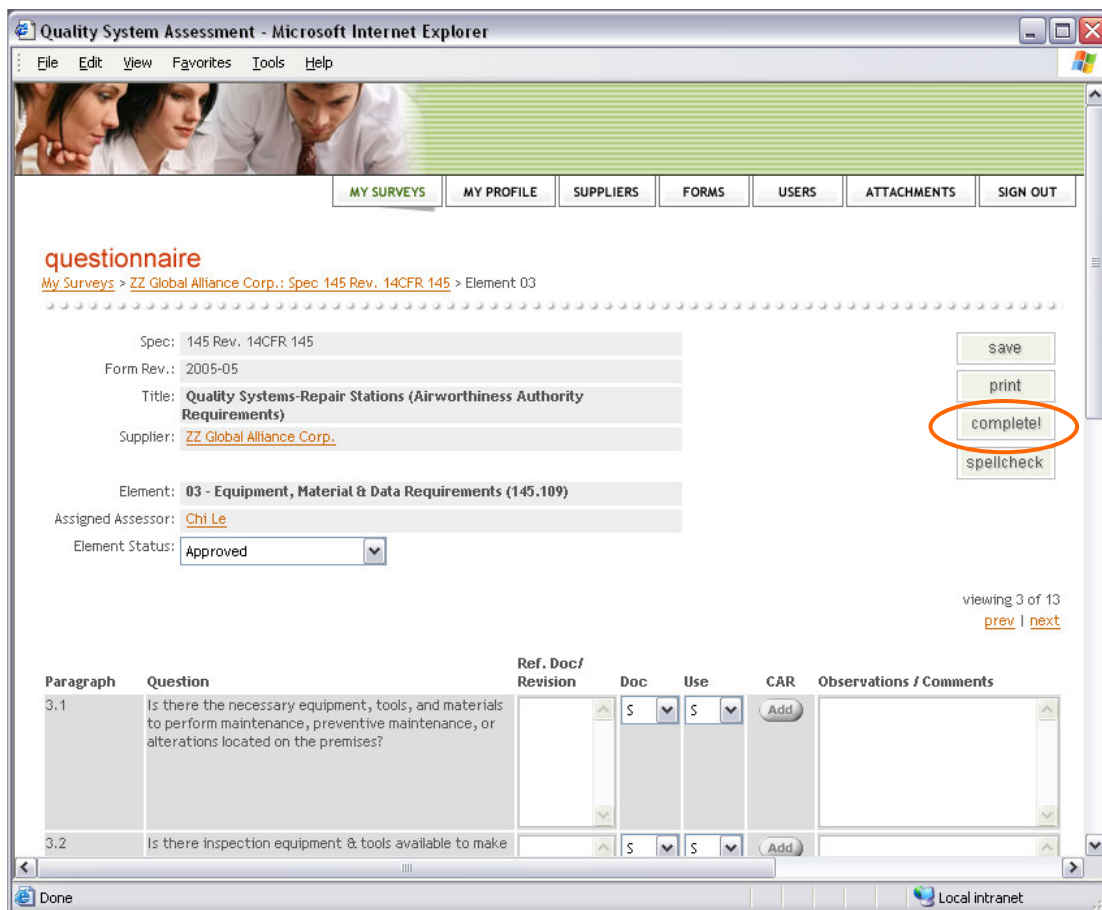 Quality System Assessment - Microsoft Internet Explorer
File Edit View Favorites Tools Help
MY SURVEYS MY PROFILE SUPPLIERS FORMS USERS ATTACHMENTS SIGN OUT
questionnaire
My Surveys > ZZ Global Alliance Corp.: Spec 145 Rev. 14CFR 145 > Element 03
Spec: 145 Rev. 14CFR 145
save
Form Rev.: 2005-05
print
Title: Quality Systems-Repair Stations (Airworthiness Authority
Requirements)
complete!
Supplier: ZZ Global Alliance Corp.
spellcheck
Element: 03 - Equipment, Material & Data Requirements (145.109)
Assigned Assessor: Chi Le
Element Status: Approved
viewing 3 of 13
prev | next
Ref. Doc/
Paragraph Question Revision Doc Use CAR Observations / Comments
3.1 Is there the necessary equipment, tools, and materials S S Add
to perform maintenance, preventive maintenance, or
alterations located on the premises?
3.2 Is there inspection equipment & tools available to make S S Add
Done Local intranet